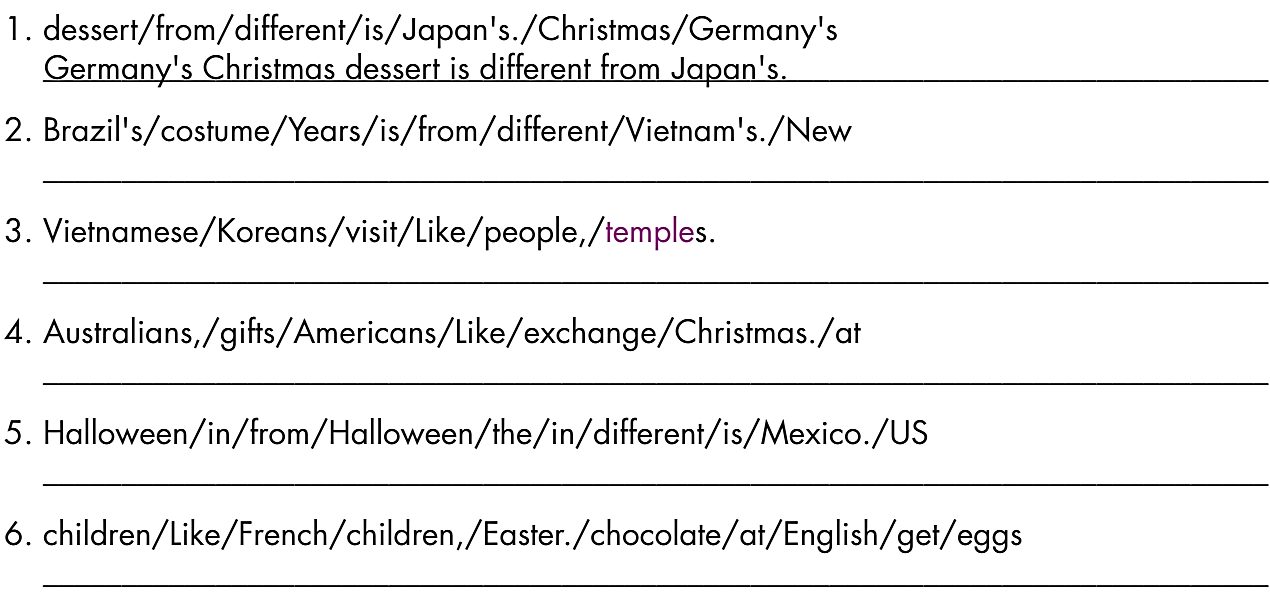 1. dessert/from/different/is/Japan's./Christmas/Germany's
Germany's Christmas dessert is different from Japan's.
2. Brazil's/costume/Years/is/from/different/Vietnam's./New
3. Vietnamese/Koreans/visit/Like/people,/temples.
4. Australians,/gifts/Americans/Like/exchange/Christmas./at
5. Halloween/in/from/Halloween/the/in/different/is/Mexico./US
6. children/Like/French/children,/Easter./chocolate/at/English/get/eggs